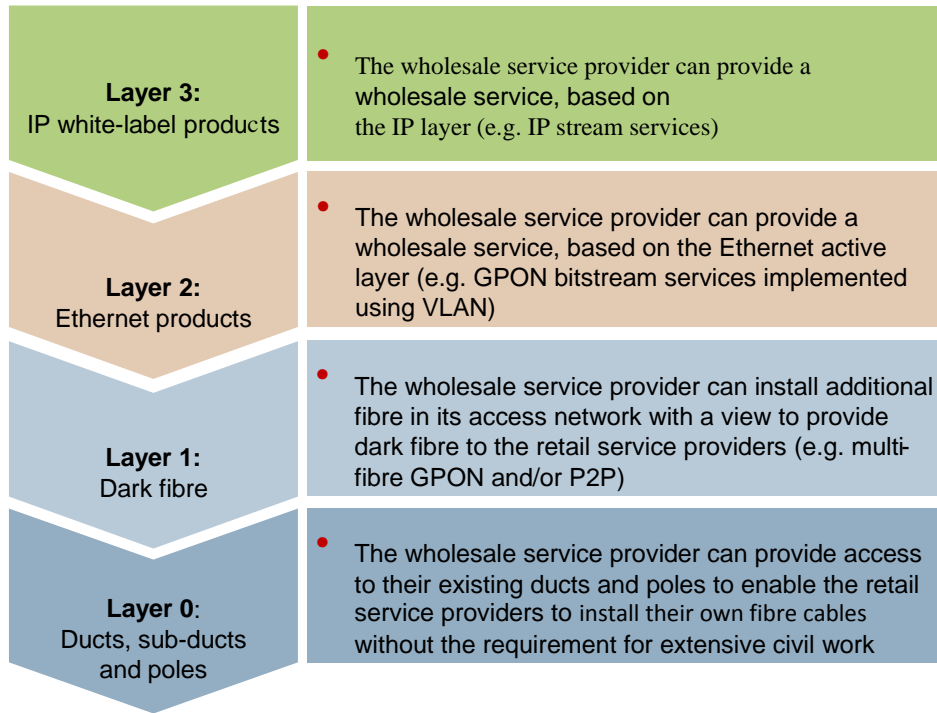 Layer 3:
IP white-label products
• The wholesale service provider can provide a
wholesale service, based on
the IP layer (e.g. IP stream services)
Layer 2:
Ethernet products
• The wholesale service provider can provide a
wholesale service, based on the Ethernet active
layer (e.g. GPON bitstream services implemented
using VLAN)
Layer 1:
Dark fibre
• The wholesale service provider can install additional
fibre in its access network with a view to provide
dark fibre to the retail service providers (e.g. multi-
fibre GPON and/or P2P)
Layer 0:
Ducts, sub-ducts
and poles
• The wholesale service provider can provide access
to their existing ducts and poles to enable the retail
service providers to install their own fibre cables
without the requirement for extensive civil work